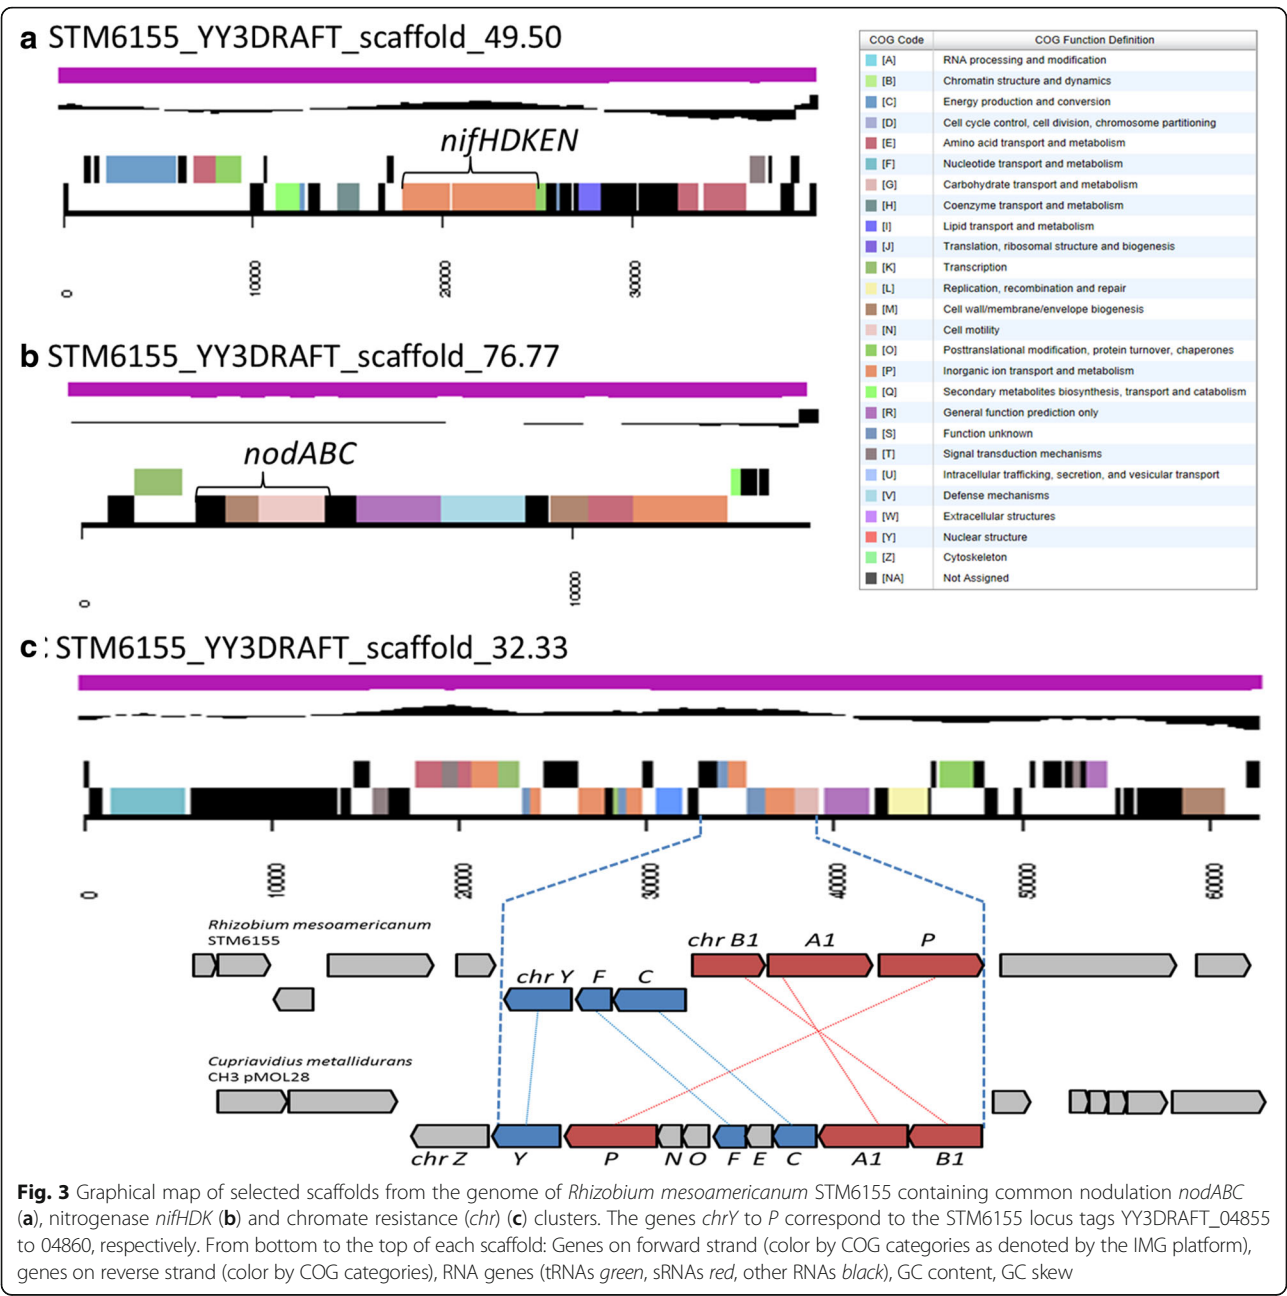 a STM6155_YY3DRAFT_scaffold_49.50
nifHDKEN
0 10000 20000 30000
b STM6155_YY3DRAFT_scaffold_76.77
nodABC
0 10000
COG Code COG Function Definition
[A] RNA processing and modification
[B] Chromatin structure and dynamics
[C] Energy production and conversion
[D] Cell cycle control, cell division, chromosome partitioning
[E] Amino acid transport and metabolism
[F] Nucleotide transport and metabolism
[G] Carbohydrate transport and metabolism
[H] Coenzyme transport and metabolism
[I] Lipid transport and metabolism
[J] Translation, ribosomal structure and biogenesis
[K] Transcription
[L] Replication, recombination and repair
[M] Cell wall/membrane/envelope biogenesis
[N] Cell motility
[O] Posttranslational modification, protein turnover, chaperones
[P] Inorganic ion transport and metabolism
[Q] Secondary metabolites biosynthesis, transport and catabolism
[R] General function prediction only
[S] Function unknown
[T] Signal transduction mechanisms
[U] Intracellular trafficking, secretion, and vesicular transport
[V] Defense mechanisms
[W] Extracellular structures
[Y] Nuclear structure
[Z] Cytoskeleton
[NA] Not Assigned
c STM6155_YY3DRAFT_scaffold_32.33
0 10000 20000 30000 40000 50000 60000
Rhizobium mesoamericanum
STM6155
chr B1 A1 P
chr Y F C
Cupriavidius metallidurans
CH3 pMOL28
chr Z Y P N O F E C A1 B1
Fig. 3 Graphical map of selected scaffolds from the genome of Rhizobium mesoamericanum STM6155 containing common nodulation nodABC
(a), nitrogenase nifHDK (b) and chromate resistance (chr) (c) clusters. The genes chrY to P correspond to the STM6155 locus tags YY3DRAFT_04855
to 04860, respectively. From bottom to the top of each scaffold: Genes on forward strand (color by COG categories as denoted by the IMG platform),
genes on reverse strand (color by COG categories), RNA genes (tRNAs green, sRNAs red, other RNAs black), GC content, GC skew